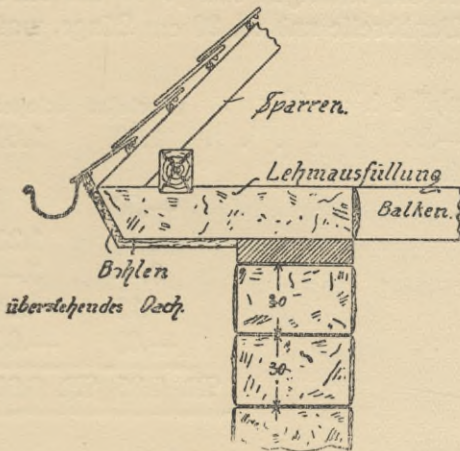 Sparren.
Lehmausfüllung
Balken.
Bohlen
überstehendes Dach.
30
30